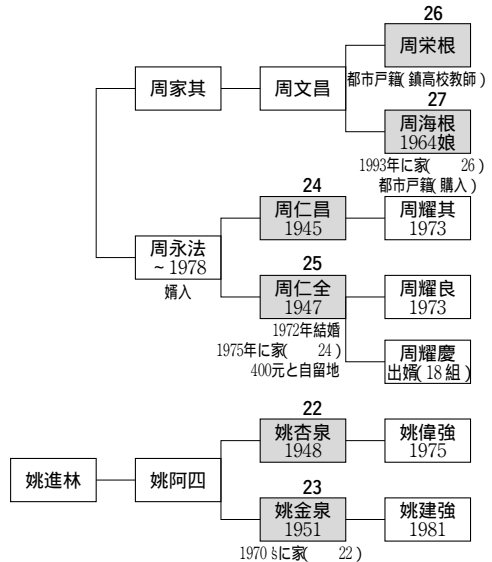 26
周栄根
都市戸籍(鎮高校教師)
周家其
周文昌
27
周海根
1964娘
1993年に家( 26)
都市戸籍(購入)
24
周仁昌
1945
周耀其
1973
周永法
~1978
婿入
25
周仁全
1947
周耀良
1973
1972年結婚
1975年に家( 24)
400元と自留地
周耀慶
出婿(18組)
22
姚杏泉
1948
姚偉強
1975
姚進林
姚阿四
23
姚金泉
1951
姚建強
1981
1970 に家( 22)